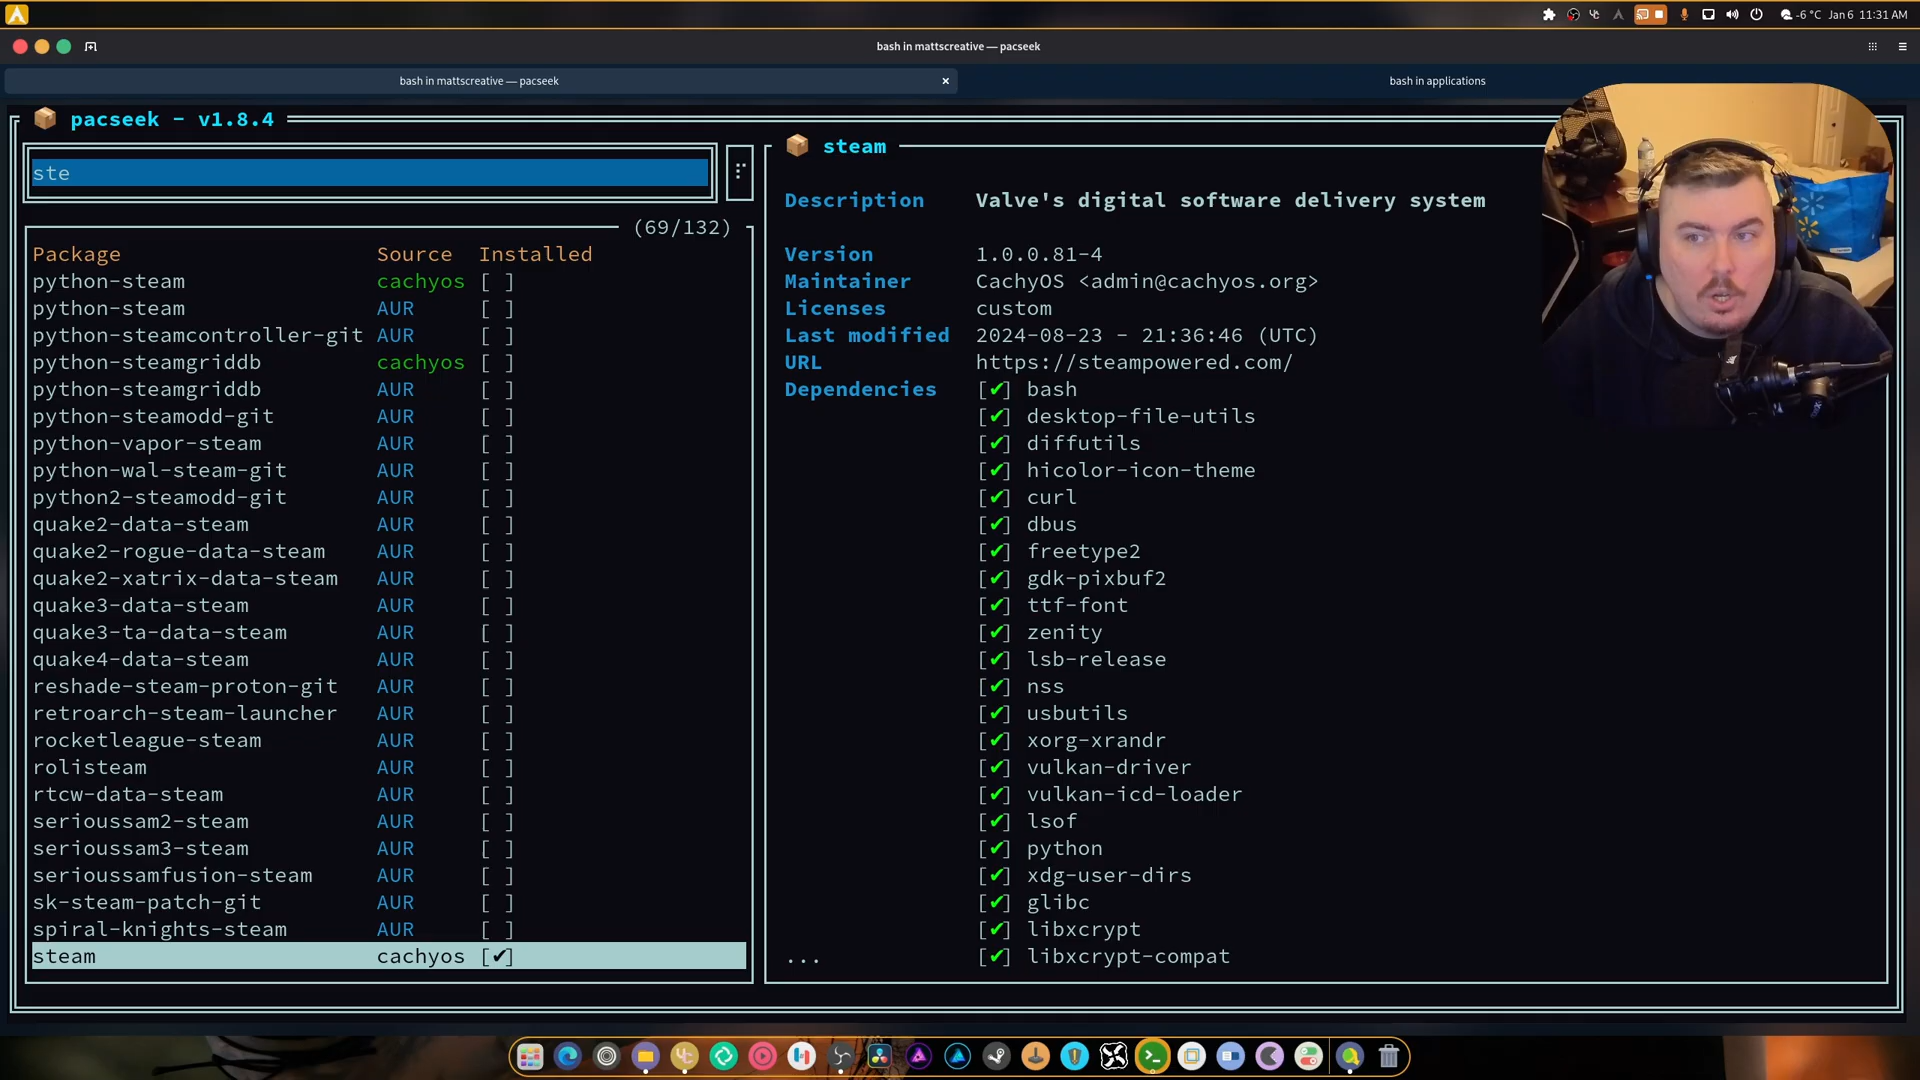 -6 °C Jan 6 11:31 AM
bash in mattscreative — pacseek
bash in mattscreative — pacseek
bash in applications
pacseek - v1.8.4
ste
(69/132)
Package Source Installed
python-steam cachyos [ ]
python-steam AUR [ ]
python-steamcontroller-git AUR [ ]
python-steamgriddb cachyos [ ]
python-steamgriddb AUR [ ]
python-steamodd-git AUR [ ]
python-vapor-steam AUR [ ]
python-wal-steam-git AUR [ ]
python2-steamodd-git AUR [ ]
quake2-data-steam AUR [ ]
quake2-rogue-data-steam AUR [ ]
quake2-xatrix-data-steam AUR [ ]
quake3-data-steam AUR [ ]
quake3-ta-data-steam AUR [ ]
quake4-data-steam AUR [ ]
reshade-steam-proton-git AUR [ ]
retroarch-steam-launcher AUR [ ]
rocketleague-steam AUR [ ]
rolisteam AUR [ ]
rtcw-data-steam AUR [ ]
serioussam2-steam AUR [ ]
serioussam3-steam AUR [ ]
serioussamfusion-steam AUR [ ]
sk-steam-patch-git AUR [ ]
spiral-knights-steam AUR [ ]
steam cachyos [✔]
steam
Description Valve's digital software delivery system
Version 1.0.0.81-4
Maintainer CachyOS <admin@cachyos.org>
Licenses custom
Last modified 2024-08-23 - 21:36:46 (UTC)
URL https://steampowered.com/
Dependencies [✔] bash
[✔] desktop-file-utils
[✔] diffutils
[✔] hicolor-icon-theme
[✔] curl
[✔] dbus
[✔] freetype2
[✔] gdk-pixbuf2
[✔] ttf-font
[✔] zenity
[✔] lsb-release
[✔] nss
[✔] usbutils
[✔] xorg-xrandr
[✔] vulkan-driver
[✔] vulkan-icd-loader
[✔] lsof
[✔] python
[✔] xdg-user-dirs
[✔] glibc
[✔] libxcrypt
... [✔] libxcrypt-compat